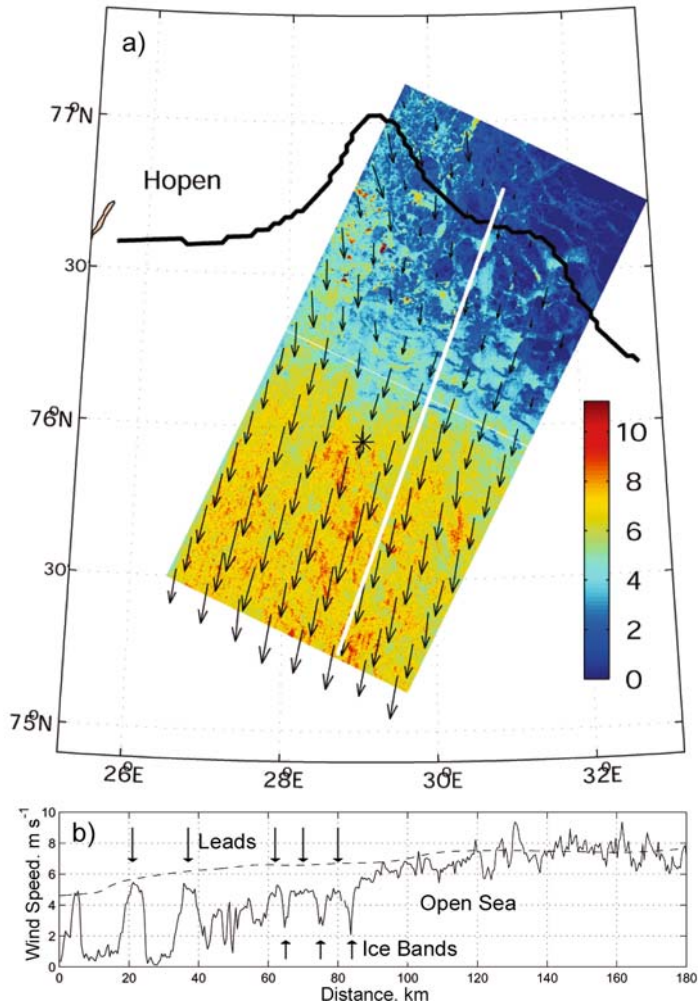 a)
77°N
Hopen
30
76°N
30
75°N
26°E 28°E 30°E 32°E
10
8
6
4
2
0
b)
Leads
Open Sea
Ice Bands
Wind Speed. m s⁻¹
10
8
6
4
2
0
0 20 40 60 80 100 120 140 160 180
Distance, km